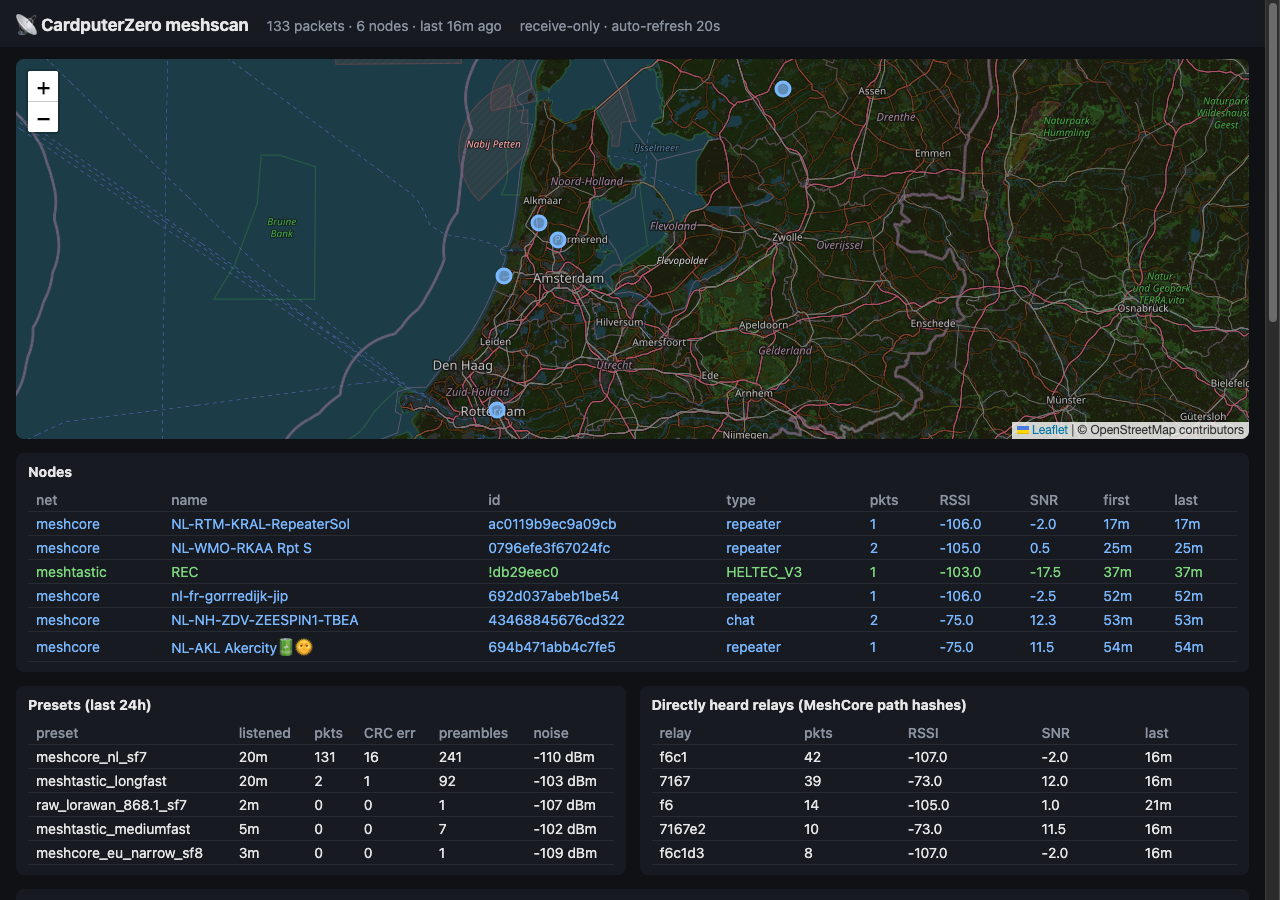 📡 CardputerZero meshscan 133 packets · 6 nodes · last 16m ago receive-only · auto-refresh 20s
+
−
Assen
Naturpark
Wildeshauser
Geest
Drenthe
Naturpark
Hümmling
Nabij Petten
IJsselmeer
Emmen
Noord-Holland
Alkmaar
Bruine
Bank
Flevoland
rmerend
Zwolle
Overijssel
Flevopolder
Amsterdam
Natur-
und Geopark
TERRA.vita
Osnabrück
Hilversum
Apeldoorn
Enschede
Leiden
Amersfoort
Gelderland
Den Haag
Utrecht
Ede
Bielefeld
Zuid-Holland
Arnhem
Münster
Rotterdam
Gütersloh
Nijmegen
Leaflet | © OpenStreetMap contributors
Nodes
net name id type pkts RSSI SNR first last
meshcore NL-RTM-KRAL-RepeaterSol ac0119b9ec9a09cb repeater 1 -106.0 -2.0 17m 17m
meshcore NL-WMO-RKAA Rpt S 0796efe3f67024fc repeater 2 -105.0 0.5 25m 25m
meshtastic REC !db29eec0 HELTEC_V3 1 -103.0 -17.5 37m 37m
meshcore nl-fr-gorrredijk-jip 692d037abeb1be54 repeater 1 -106.0 -2.5 52m 52m
meshcore NL-NH-ZDV-ZEESPIN1-TBEA 43468845676cd322 chat 2 -75.0 12.3 53m 53m
meshcore NL-AKL Akercity🔋🌞 694b471abb4c7fe5 repeater 1 -75.0 11.5 54m 54m
Presets (last 24h)
preset listened pkts CRC err preambles noise
meshcore_nl_sf7 20m 131 16 241 -110 dBm
meshtastic_longfast 20m 2 1 92 -103 dBm
raw_lorawan_868.1_sf7 2m 0 0 1 -107 dBm
meshtastic_mediumfast 5m 0 0 7 -102 dBm
meshcore_eu_narrow_sf8 3m 0 0 1 -109 dBm
Directly heard relays (MeshCore path hashes)
relay pkts RSSI SNR last
f6c1 42 -107.0 -2.0 16m
7167 39 -73.0 12.0 16m
f6 14 -105.0 1.0 21m
7167e2 10 -73.0 11.5 16m
f6c1d3 8 -107.0 -2.0 16m